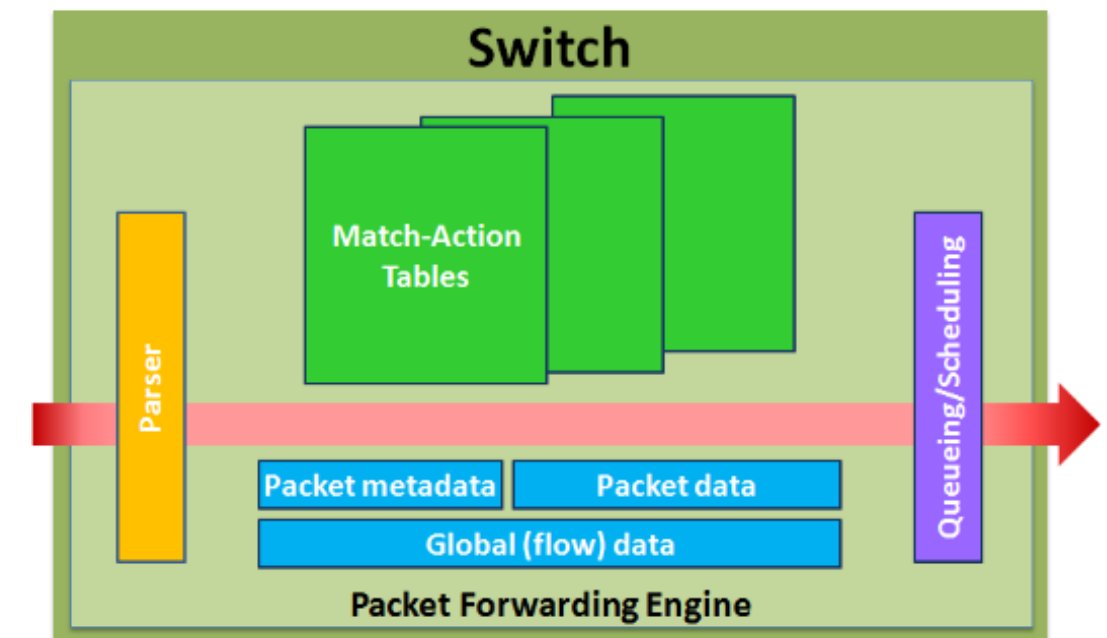 Switch
Match-Action
Tables
Parser
Queueing/Scheduling
Packet metadata
Packet data
Global (flow) data
Packet Forwarding Engine